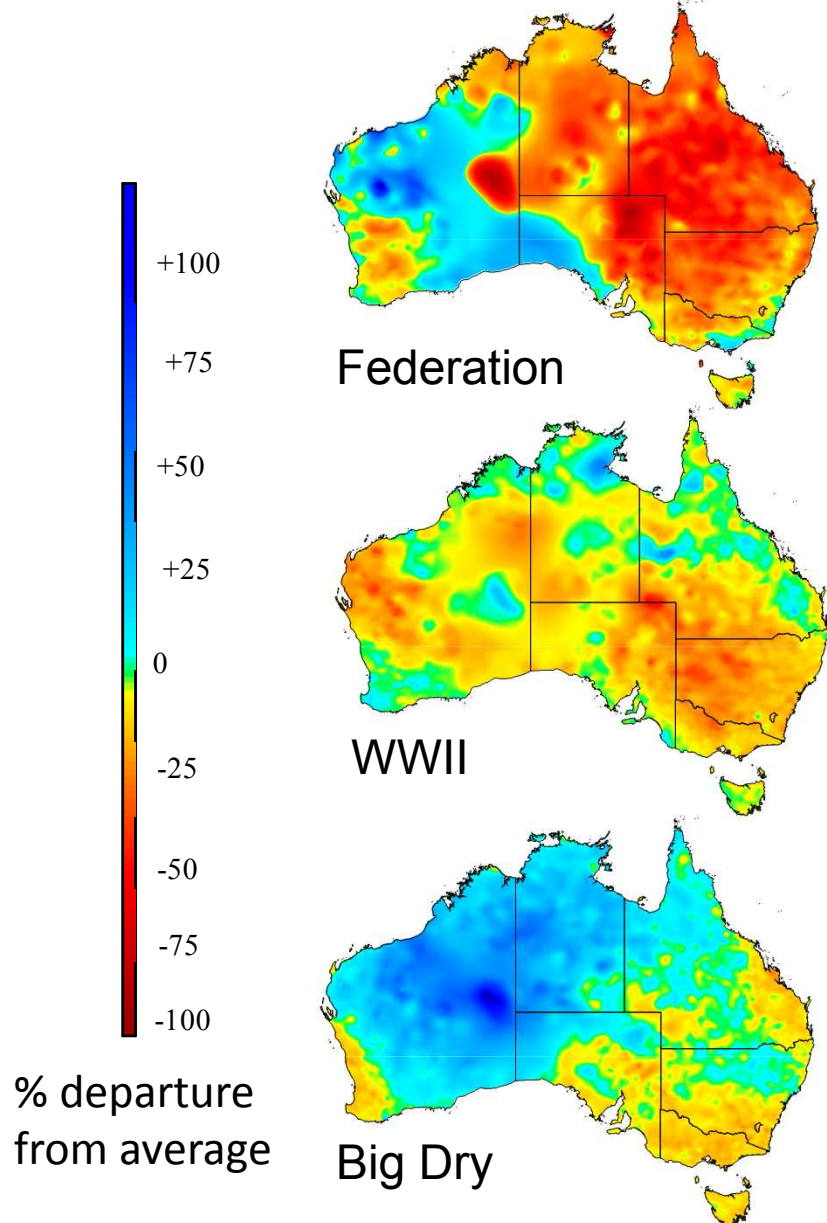 +100
+75
+50
+25
0
-25
-50
-75
-100
% departure
from average
Federation
WWII
Big Dry